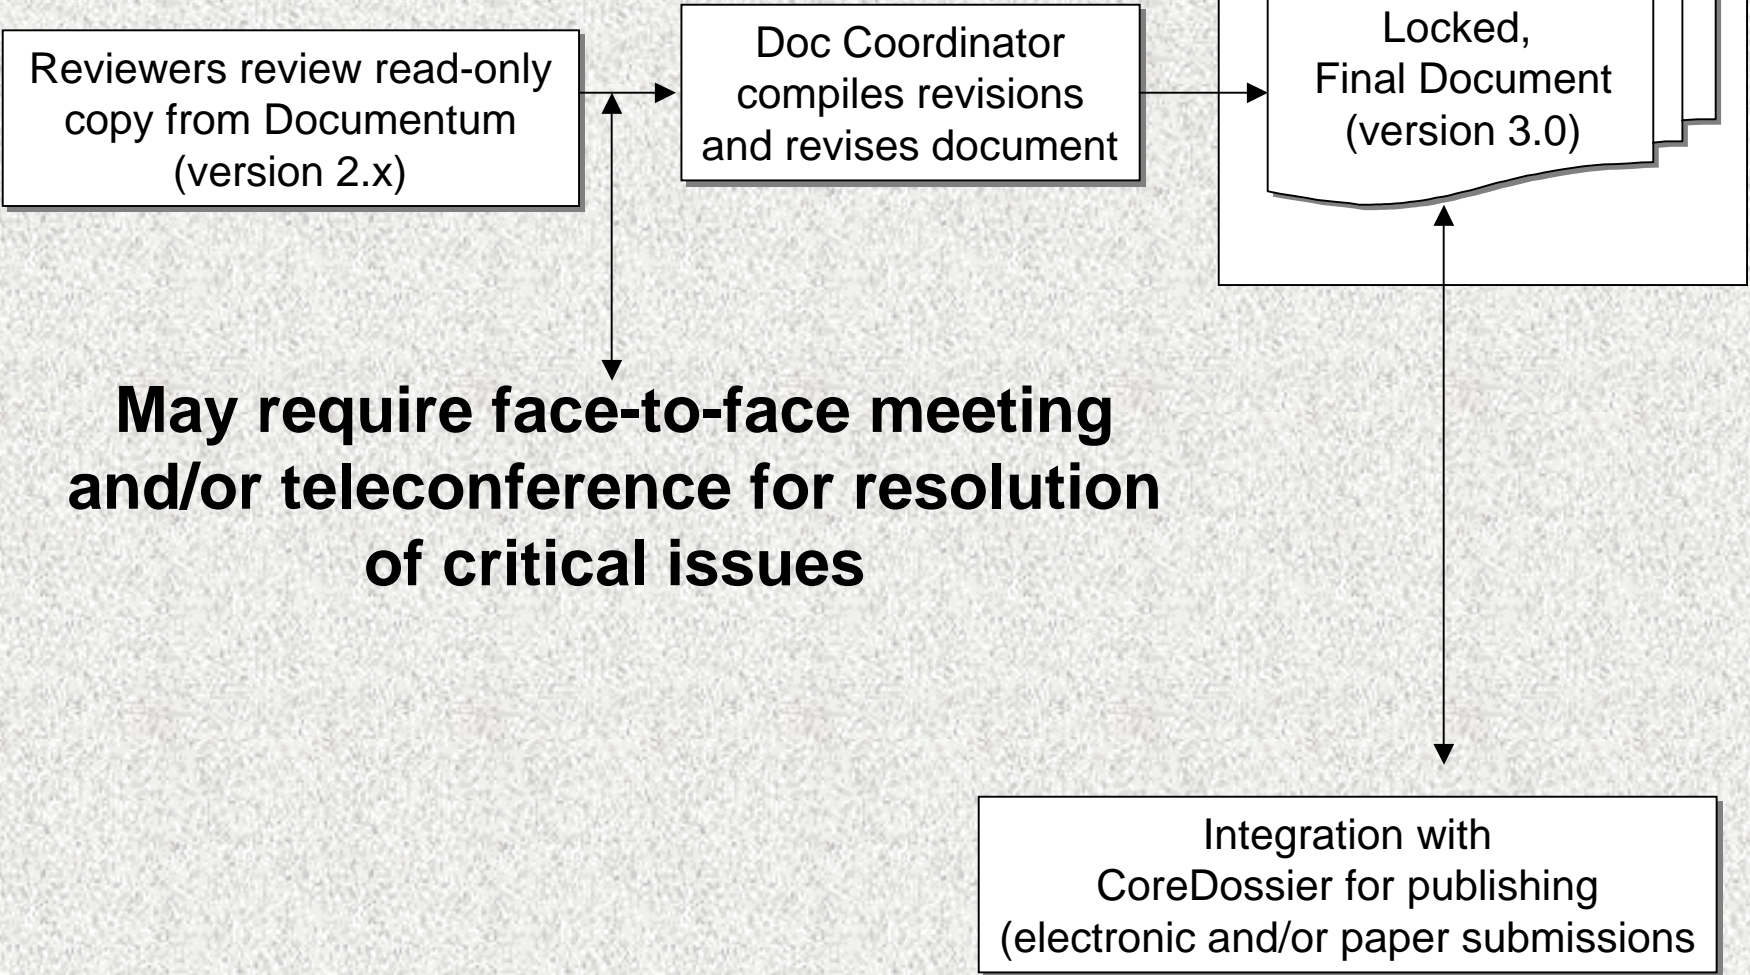 Reviewers review read-only
copy from Documentum
(version 2.x)
Doc Coordinator
compiles revisions
and revises document
Locked,
Final Document
(version 3.0)
May require face-to-face meeting
and/or teleconference for resolution
of critical issues
Integration with
CoreDossier for publishing
(electronic and/or paper submissions